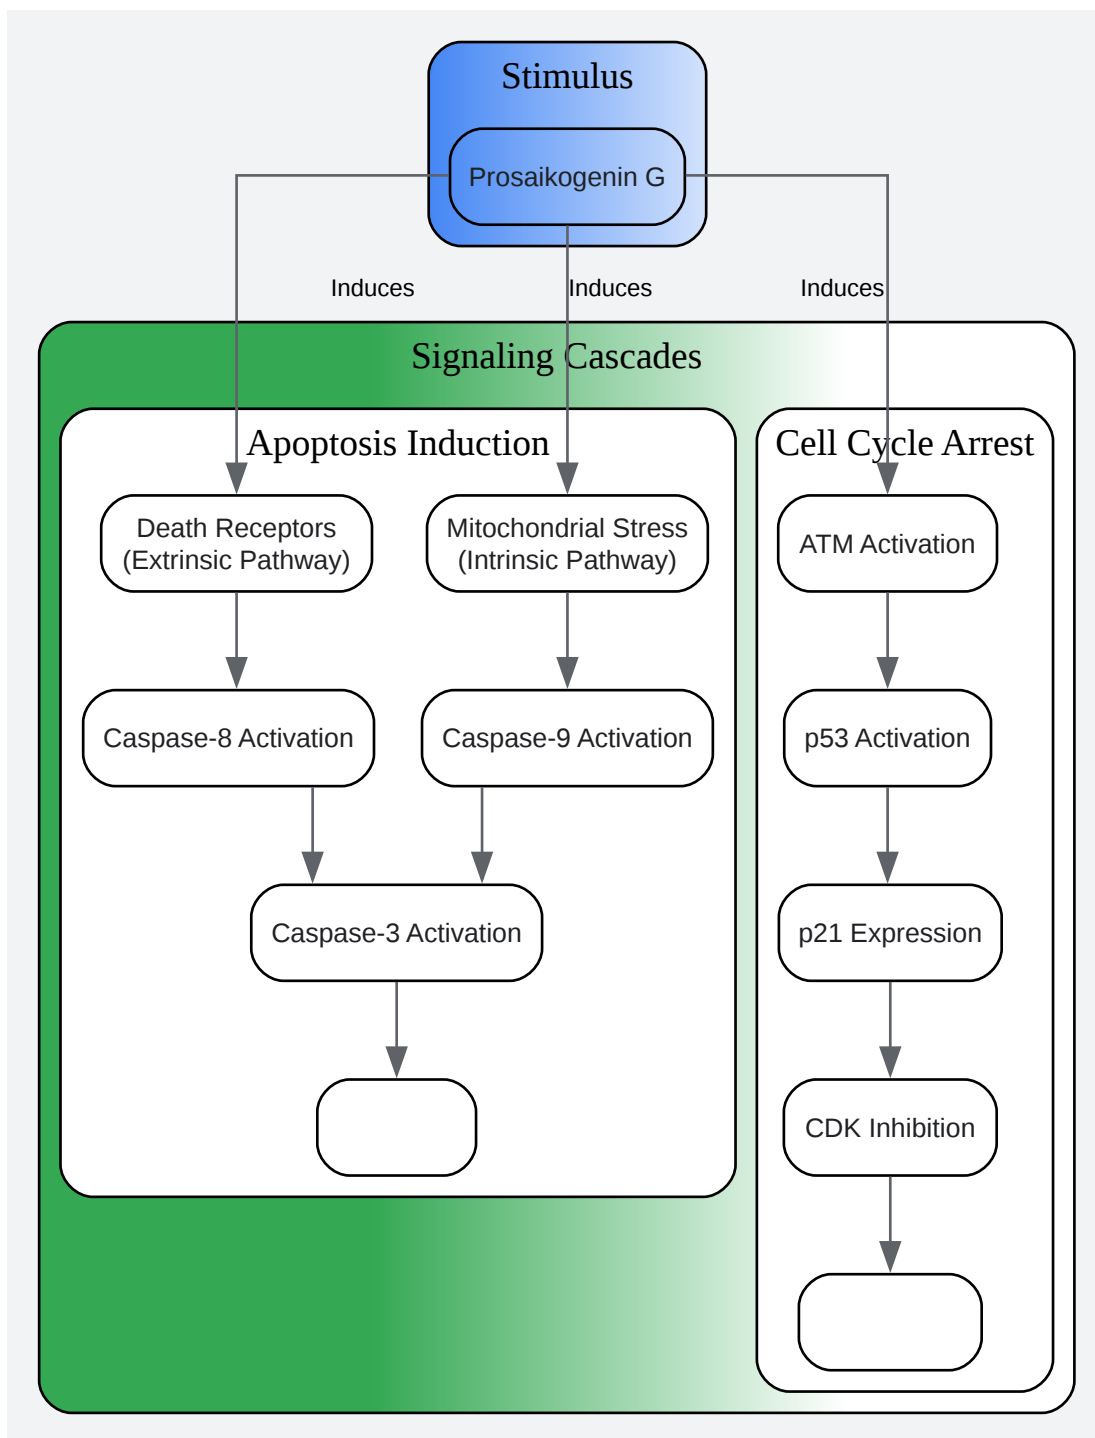 Stimulus
Prosaikogenin G
Induces
Induces
Induces
Signaling Cascades
Apoptosis Induction
Cell Cycle Arrest
Death Receptors
(Extrinsic Pathway)
Mitochondrial Stress
(Intrinsic Pathway)
ATM Activation
Caspase-8 Activation
Caspase-9 Activation
p53 Activation
Caspase-3 Activation
p21 Expression
CDK Inhibition